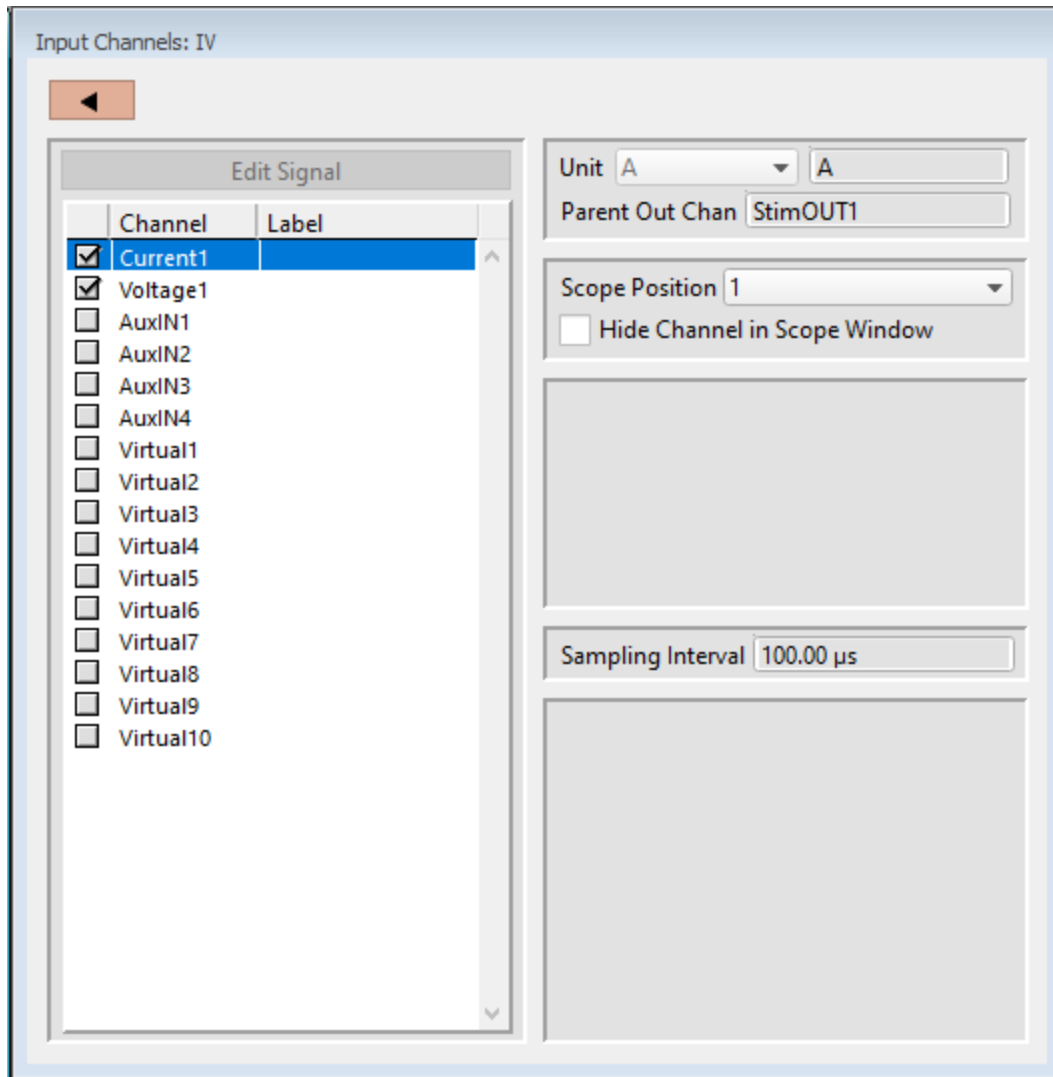 Input Channels: IV
Edit Signal
Channel Label
Current1
Voltage1
AuxIN1
AuxIN2
AuxIN3
AuxIN4
Virtual1
Virtual2
Virtual3
Virtual4
Virtual5
Virtual6
Virtual7
Virtual8
Virtual9
Virtual10
Unit A A
Parent Out Chan StimOUT1
Scope Position 1
Hide Channel in Scope Window
Sampling Interval 100.00 µs